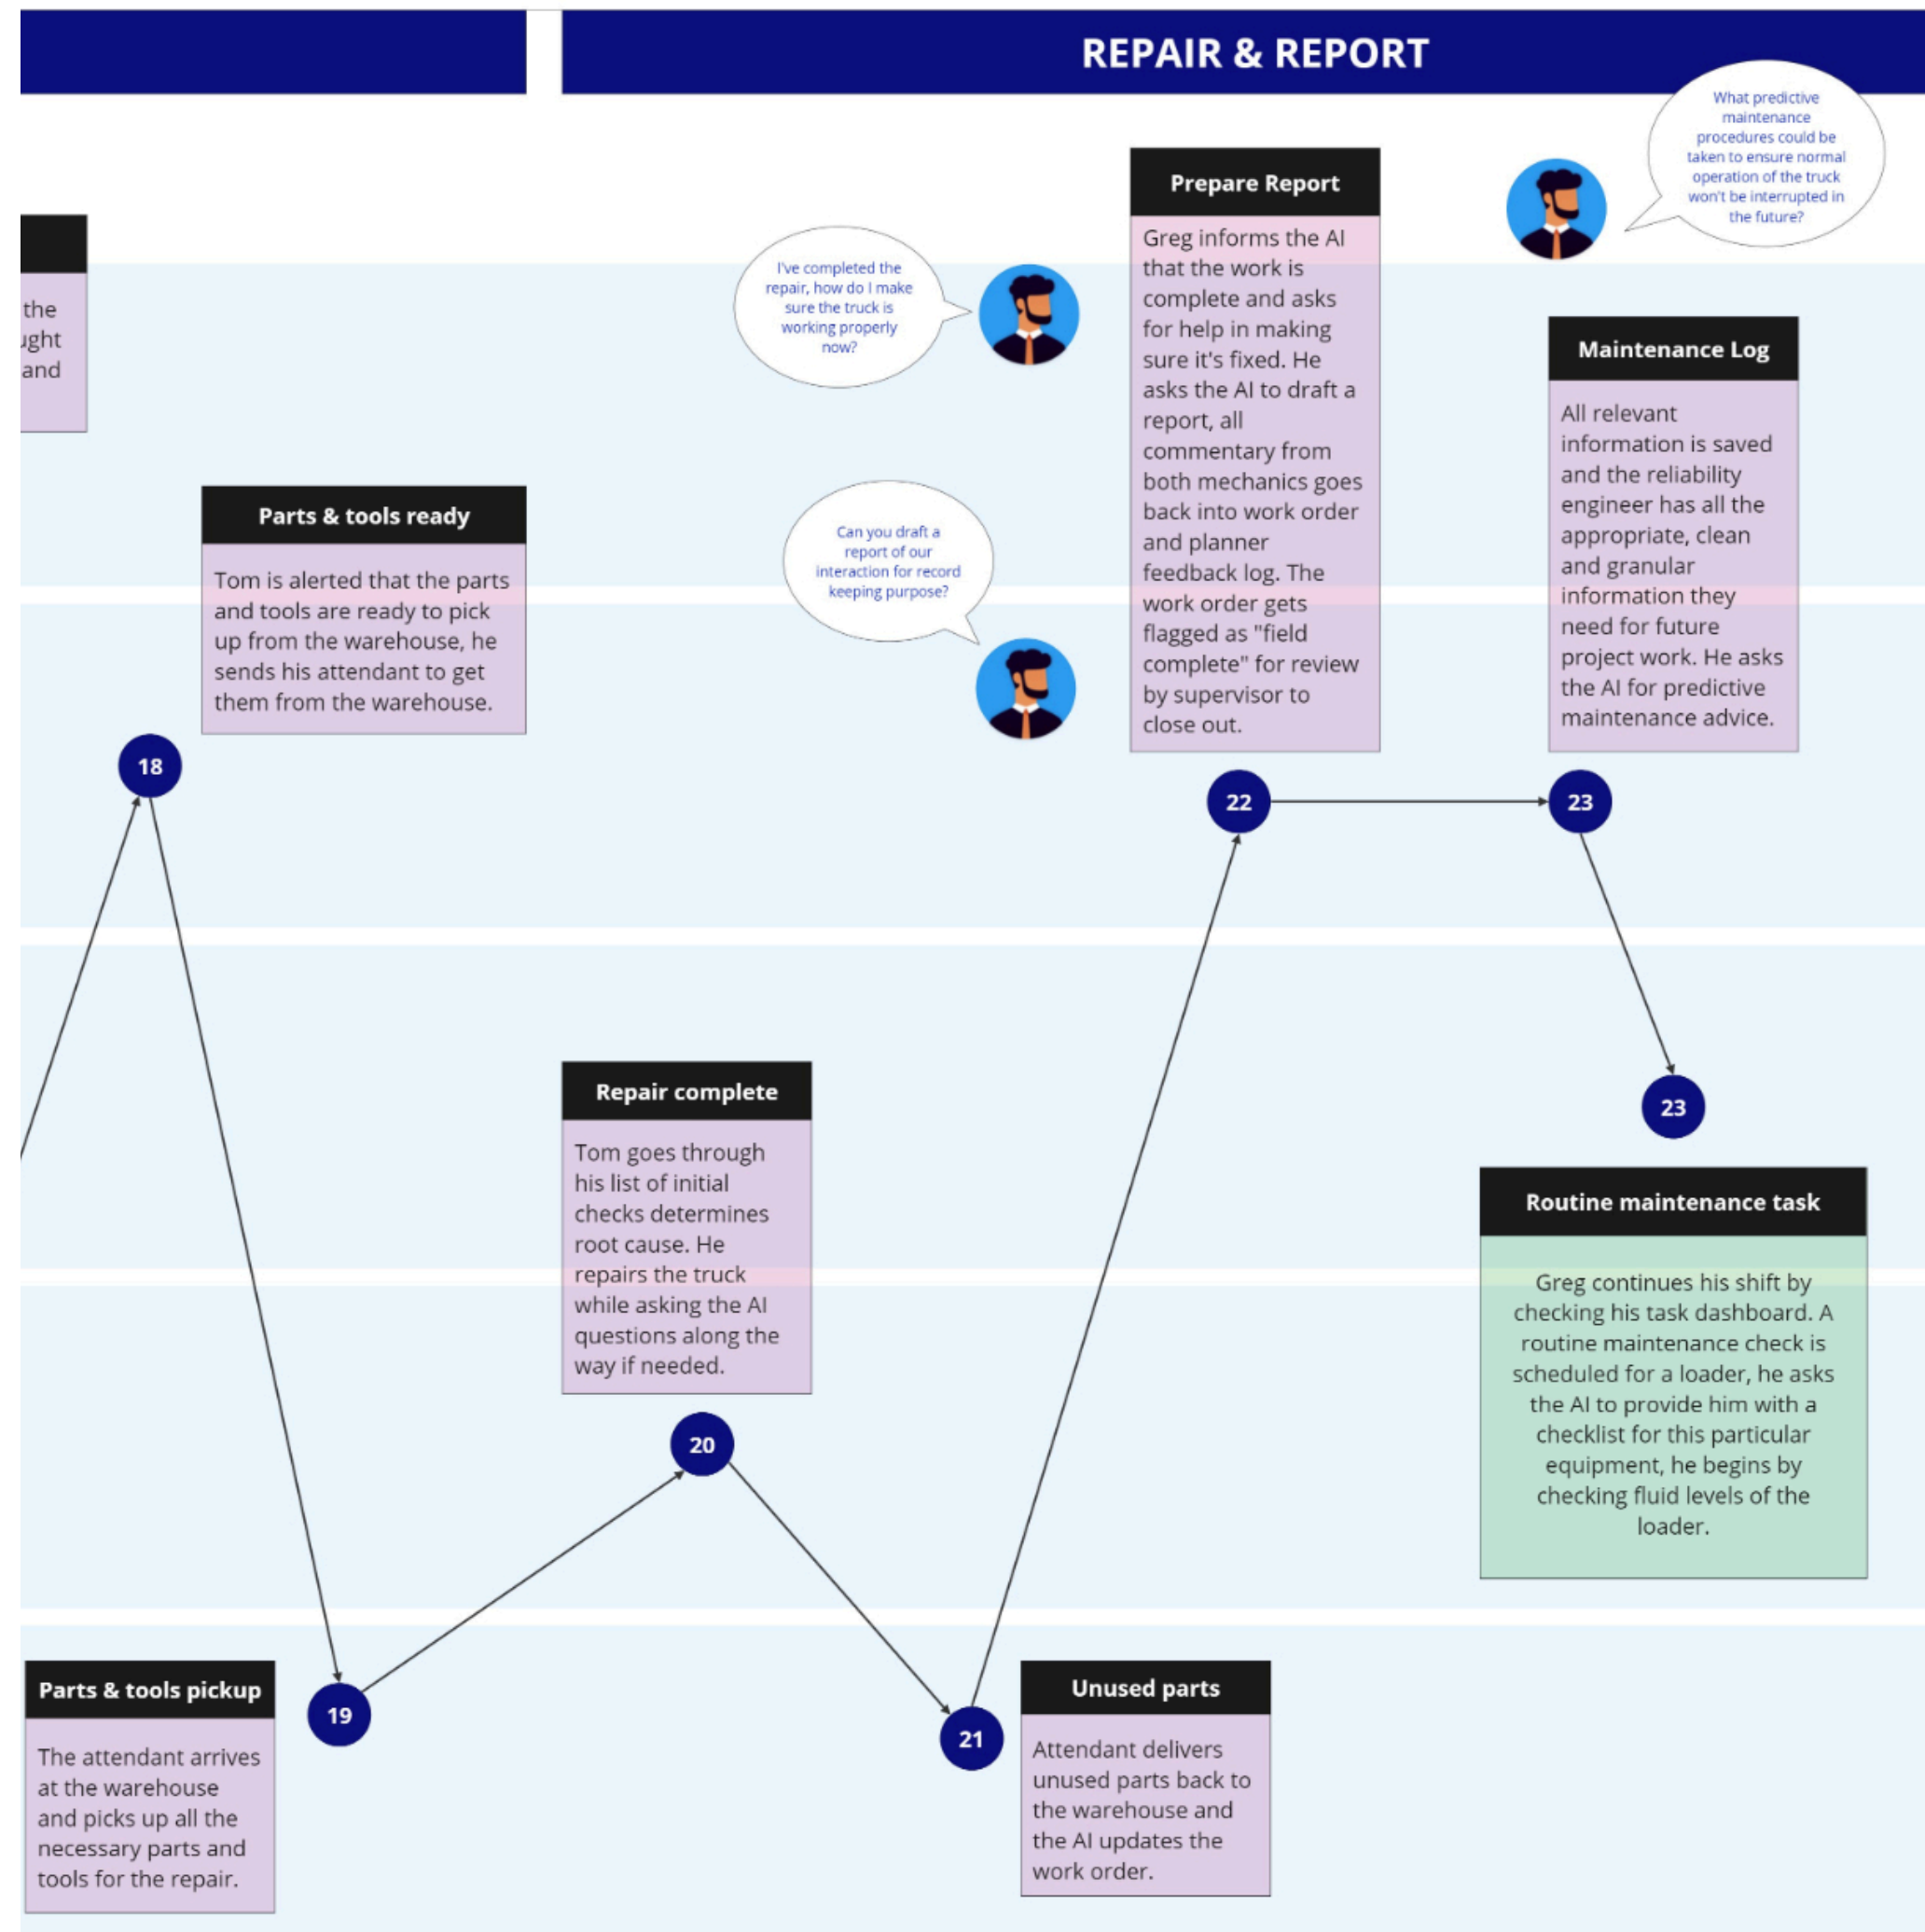 REPAIR & REPORT
What predictive
maintenance
procedures could be
taken to ensure normal
operation of the truck
won't be interrupted in
the future?
Prepare Report
Greg informs the AI
that the work is
complete and asks
for help in making
sure it's fixed. He
asks the AI to draft a
report, all
commentary from
both mechanics goes
back into work order
and planner
feedback log. The
work order gets
flagged as "field
complete" for review
by supervisor to
close out.
I've completed the
repair, how do I make
sure the truck is
working properly
now?
the
and
Maintenance Log
All relevant
information is saved
and the reliability
engineer has all the
appropriate, clean
and granular
information they
need for future
project work. He asks
the AI for predictive
maintenance advice.
Parts & tools ready
Tom is alerted that the parts
and tools are ready to pick
up from the warehouse, he
sends his attendant to get
them from the warehouse.
Can you draft a
report of our
interaction for record
keeping purpose?
18
22
23
23
Repair complete
Tom goes through
his list of initial
checks determines
root cause. He
repairs the truck
while asking the AI
questions along the
way if needed.
Routine maintenance task
Greg continues his shift by
checking his task dashboard. A
routine maintenance check is
scheduled for a loader, he asks
the AI to provide him with a
checklist for this particular
equipment, he begins by
checking fluid levels of the
loader.
20
Parts & tools pickup
The attendant arrives
at the warehouse
and picks up all the
necessary parts and
tools for the repair.
19
21
Unused parts
Attendant delivers
unused parts back to
the warehouse and
the AI updates the
work order.